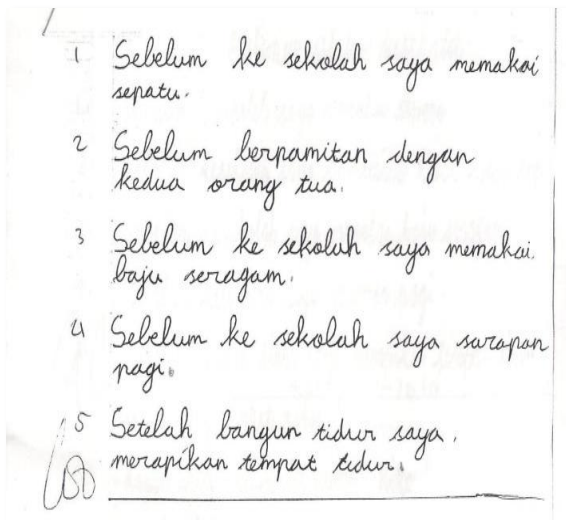 1 Sebelum ke sekolah saya memakai
sepatu.
2 Sebelum berpamitan dengan
kedua orang tua.
3 Sebelum ke sekolah saya memakai
baju seragam.
4 Sebelum ke sekolah saya sarapan
pagi.
5 Setelah bangun tidur saya.
merapikan tempat tidur.